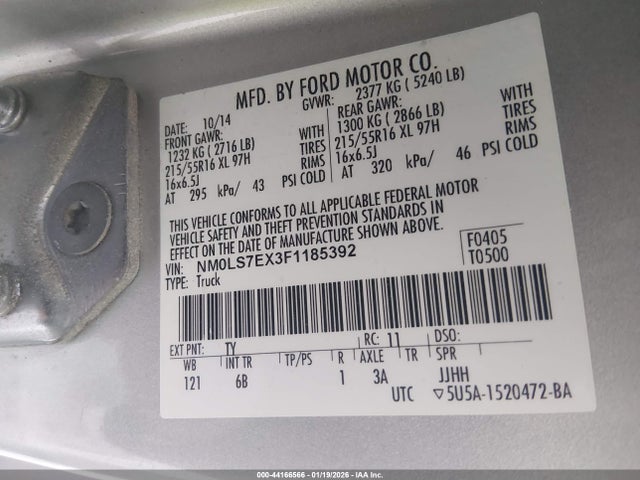 MFD. BY FORD MOTOR CO.
GVWR: 2377 KG ( 5240 LB)
DATE: 10/14
FRONT GAWR: WITH
1232 KG ( 2716 LB) TIRES
215/55R16 XL 97H RIMS
16x6.5J
AT 295 kPa/ 43 PSI COLD
REAR GAWR: WITH
1300 KG ( 2866 LB) TIRES
215/55R16 XL 97H RIMS
16x6.5J
AT 320 kPa/ 46 PSI COLD
THIS VEHICLE CONFORMS TO ALL APPLICABLE FEDERAL MOTOR
VEHICLE SAFETY AND THEFT PREVENTION STANDARDS IN
EFFECT ON THE DATE OF MANUFACTURE SHOWN ABOVE.
VIN: NM0LS7EX3F1185392
TYPE: Truck
F0405
T0500
EXT PNT: TY RC: 11 DSO:
WB INT TR TP/PS R AXLE TR SPR
121 6B 1 3A JJHH
UTC ▽5U5A-1520472-BA
000-44166566 - 01/19/2026 - IAA Inc.